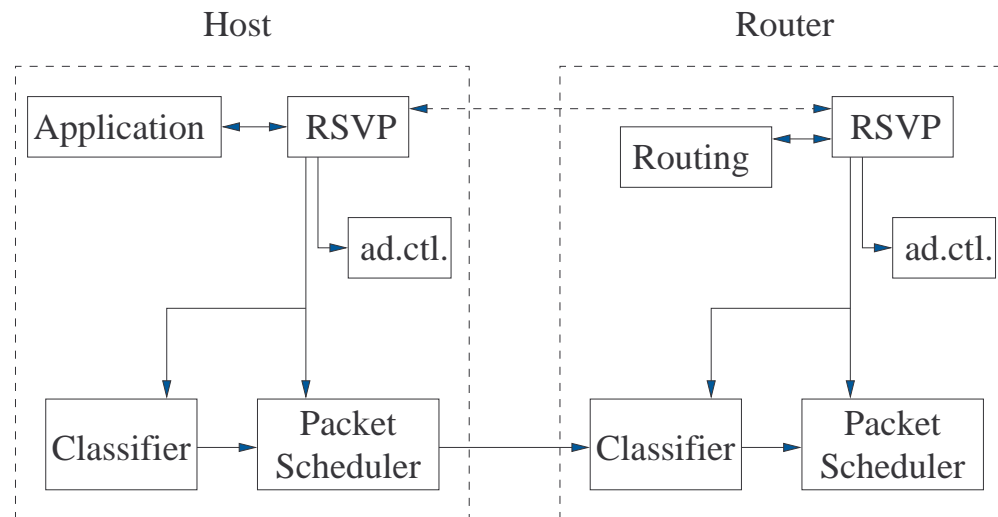 Host
Router
Application
RSVP
RSVP
Routing
ad.ctl.
ad.ctl.
Classifier
Packet
Scheduler
Classifier
Packet
Scheduler